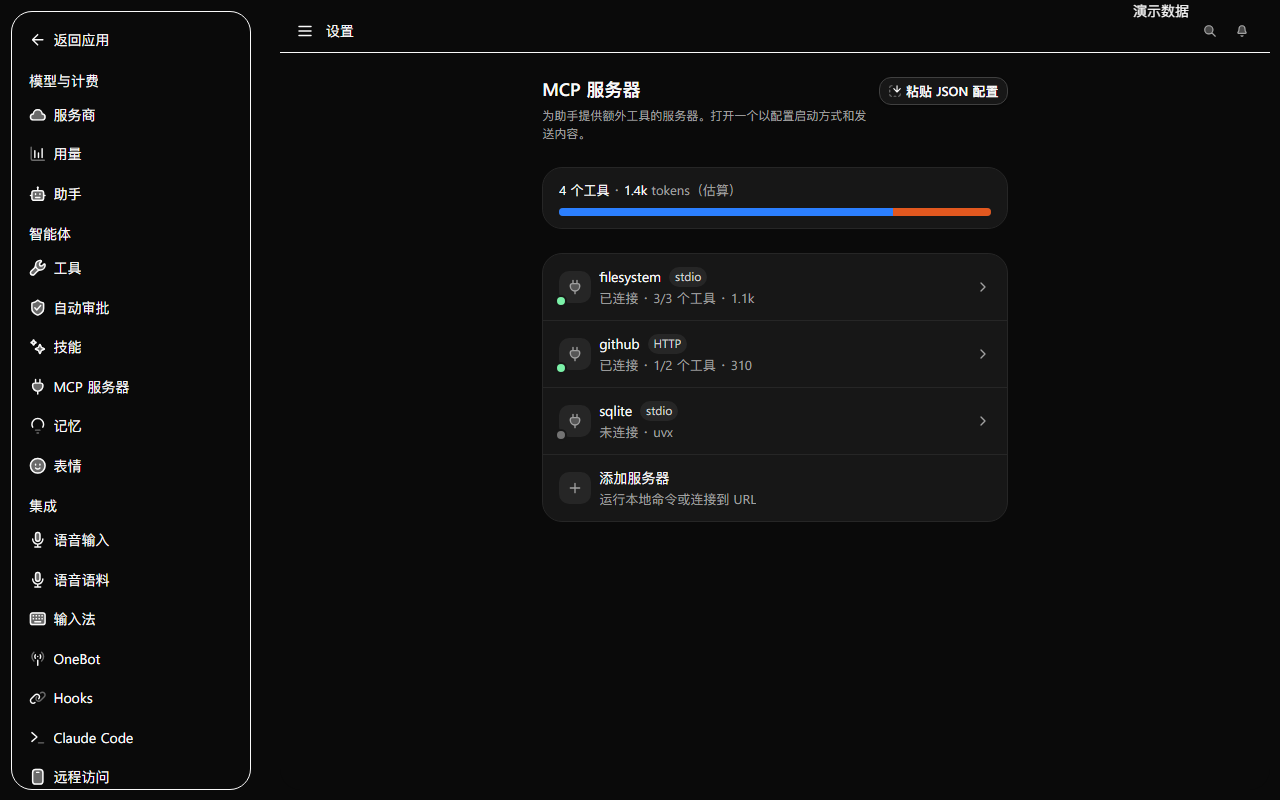 返回应用
模型与计费
服务商
用量
助手
智能体
工具
自动审批
技能
MCP 服务器
记忆
表情
集成
语音输入
语音语料
输入法
OneBot
Hooks
Claude Code
远程访问
设置
演示数据
MCP 服务器
粘贴 JSON 配置
为助手提供额外工具的服务器。打开一个以配置启动方式和发
送内容。
4 个工具 · 1.4k tokens（估算）
filesystem stdio
已连接 · 3/3 个工具 · 1.1k
github HTTP
已连接 · 1/2 个工具 · 310
sqlite stdio
未连接 · uvx
添加服务器
运行本地命令或连接到 URL